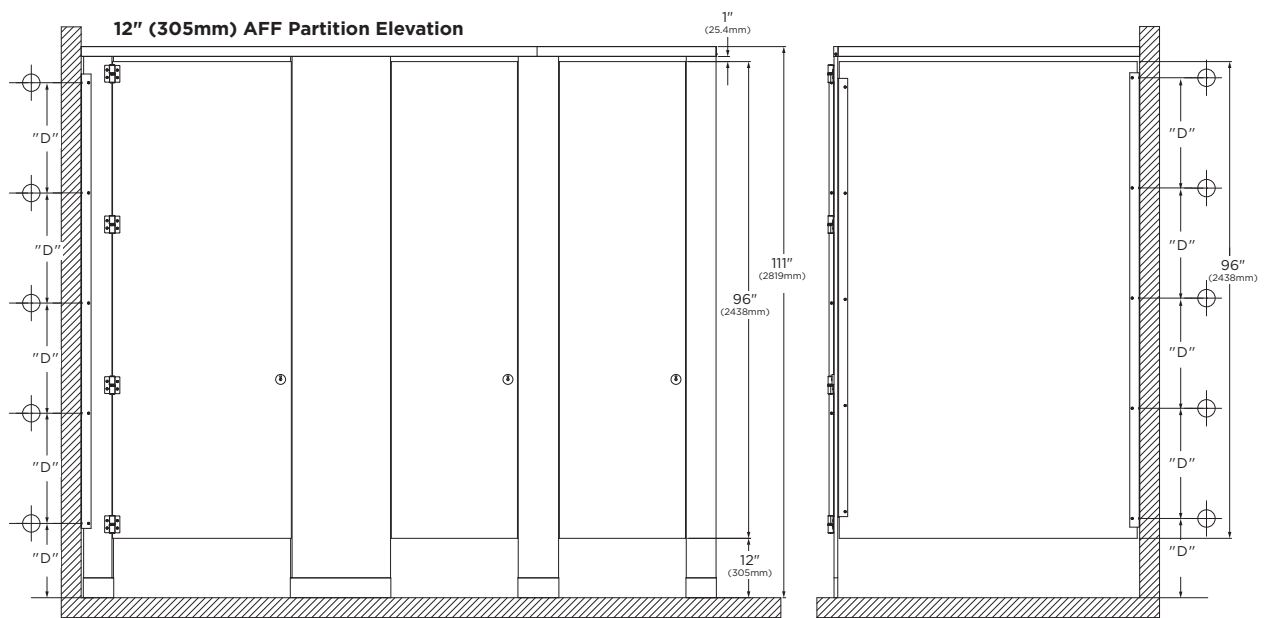 12" (305mm) AFF Partition Elevation
1"
(25.4mm)
"D"
"D"
"D"
"D"
"D"
111"
(2819mm)
96"
(2438mm)
12"
(305mm)
"D"
"D"
"D"
"D"
"D"
96"
(2438mm)